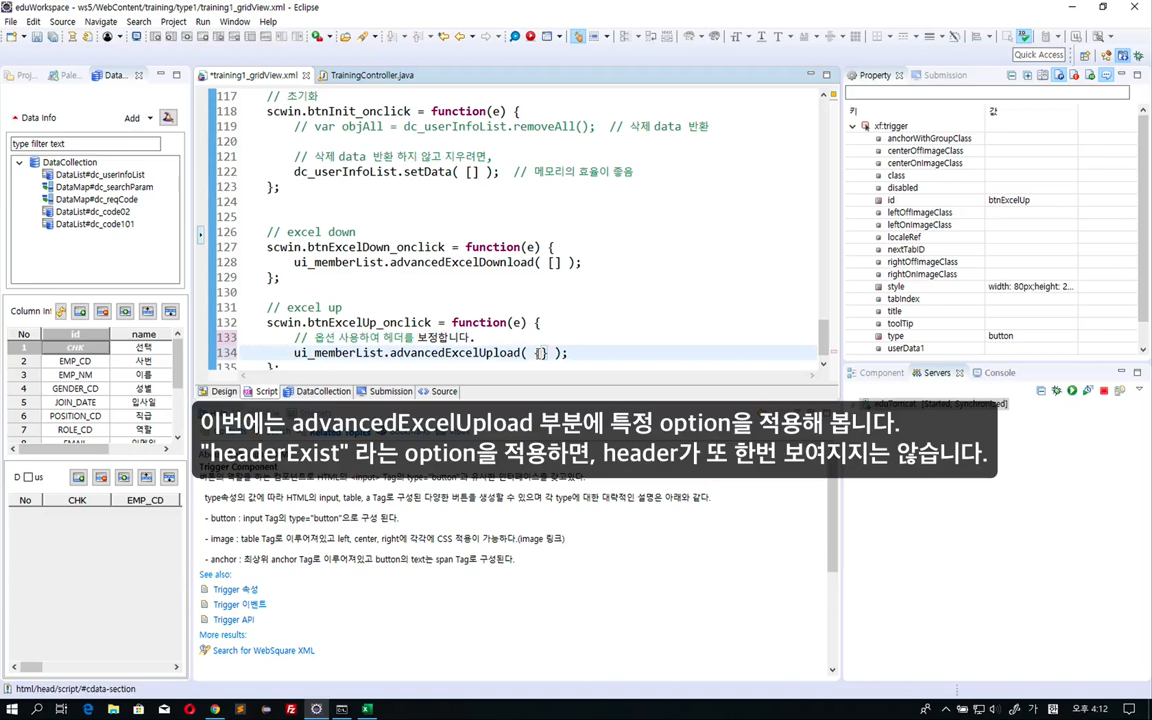 eduWorkspace - ws5/WebContent/training/type1/training1_gridView.xml - Eclipse
File Edit Source Navigate Search Project Run Window Help
Quick Access
Proj... Pale... Data...
*training1_gridView.xml TrainingController.java
Property Submission
Data Info Add
type filter text
DataCollection
DataList#dc_userInfoList
DataMap#dc_searchParam
DataMap#dc_reqCode
DataList#dc_code02
DataList#dc_code101
Column Inf
No id name
1 CHK 선택
2 EMP_CD 사번
3 EMP_NM 이름
4 GENDER_CD 성별
5 JOIN_DATE 입사일
6 POSITION_CD 직급
7 ROLE_CD 역할
8 EMAIL
D us
No CHK EMP_CD
117 // 초기화
118 scwin.btnInit_onclick = function(e) {
119 // var objAll = dc_userInfoList.removeAll(); // 삭제 data 반환
120
121 // 삭제 data 반환 하지 않고 지우려면,
122 dc_userInfoList.setData( [] ); // 메모리의 효율이 좋음
123 };
124
125
126 // excel down
127 scwin.btnExcelDown_onclick = function(e) {
128 ui_memberList.advancedExcelDownload( [] );
129 };
130
131 // excel up
132 scwin.btnExcelUp_onclick = function(e) {
133 // 옵션 사용하여 헤더를 보정합니다.
134 ui_memberList.advancedExcelUpload( {} );
135 };
Design Script DataCollection Submission Source
키 값
xf:trigger
anchorWithGroupClass
centerOffImageClass
centerOnImageClass
class
disabled
id btnExcelUp
leftOffImageClass
leftOnImageClass
localeRef
nextTabID
rightOffImageClass
rightOnImageClass
style width: 80px;height: 2...
tabIndex
title
toolTip
type button
userData1
Component Servers Console
이번에는 advancedExcelUpload 부분에 특정 option을 적용해 봅니다.
"headerExist" 라는 option을 적용하면, header가 또 한번 보여지지는 않습니다.
type속성의 값에 따라 HTML의 input, table, a Tag로 구성된 다양한 버튼을 생성할 수 있으며 각 type에 대한 대략적인 설명은 아래와 같다.
- button : input Tag의 type="button"으로 구성 된다.
- image : table Tag로 이루어져있고 left, center, right에 각각에 CSS 적용이 가능하다.(image 링크)
- anchor : 최상위 anchor Tag로 이루어져있고 button의 text는 span Tag로 구성된다.
See also:
Trigger 속성
Trigger 이벤트
Trigger API
More results:
Search for WebSquare XML
html/head/script/#cdata-section
가 오후 4:12